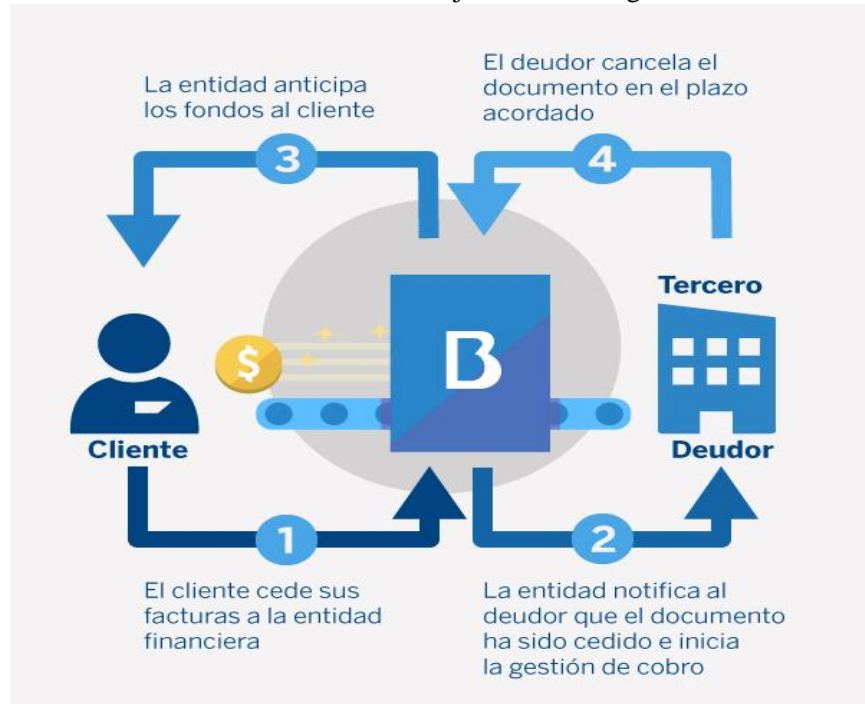 La entidad anticipa
los fondos al cliente
3
El deudor cancela el
documento en el plazo
acordado
4
$
B
Cliente
Tercero
Deudor
1
El cliente cede sus
facturas a la entidad
financiera
2
La entidad notifica al
deudor que el documento
ha sido cedido e inicia
la gestión de cobro